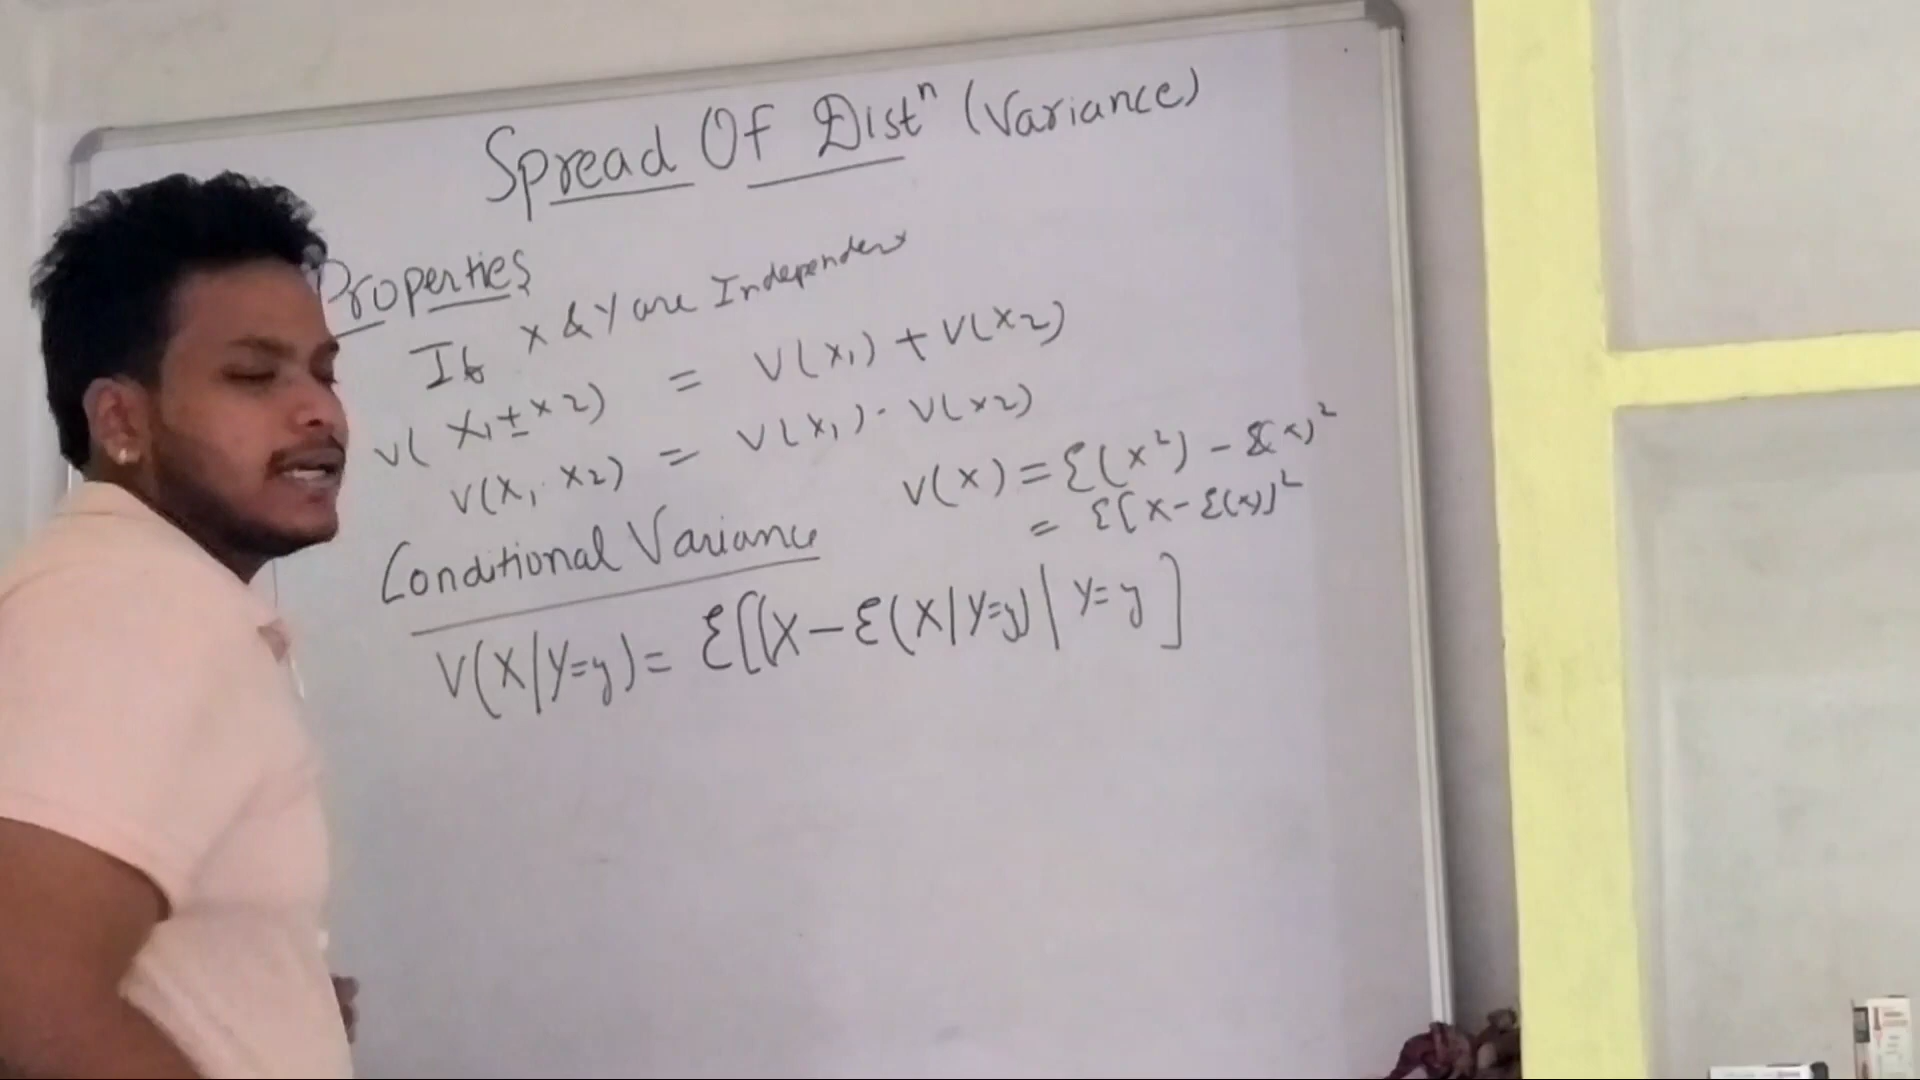 Spread Of Distⁿ (Variance)
Properties
If X & Y are Independent
V( X₁ ± X2) = V(X₁) + V(X2)
V(X₁ . X2) = V(X₁) . V(X2)
V(X) = Ɛ(X²) - Ɛ(X)²
= Ɛ[X - Ɛ(X)]²
Conditional Variance
V(X|Y=y) = Ɛ[(X - Ɛ(X|Y=y) | Y=y ]